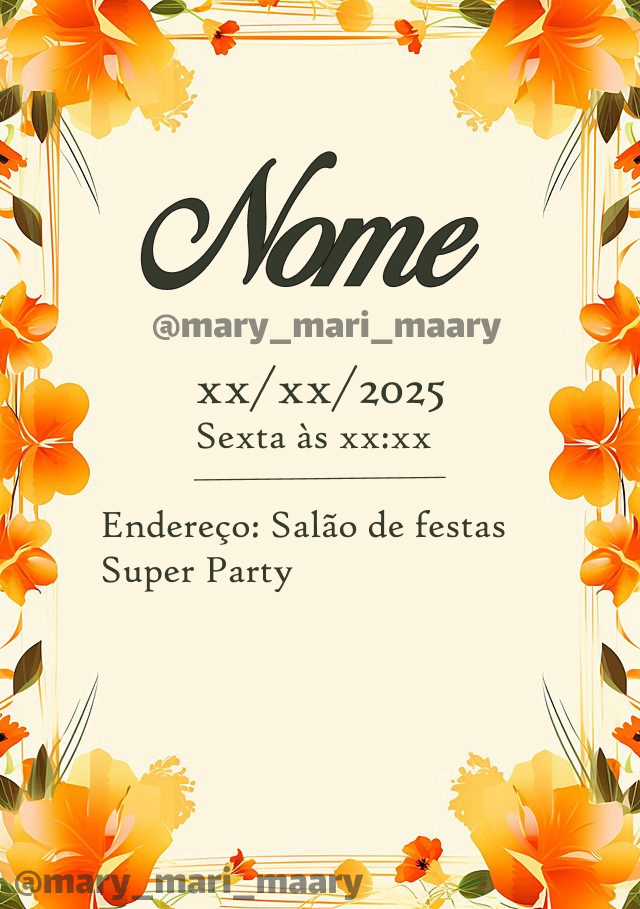 Nome
@mary_mari_maary
xx/xx/2025
Sexta às xx:xx
Endereço: Salão de festas
Super Party
@mary_mari_maary